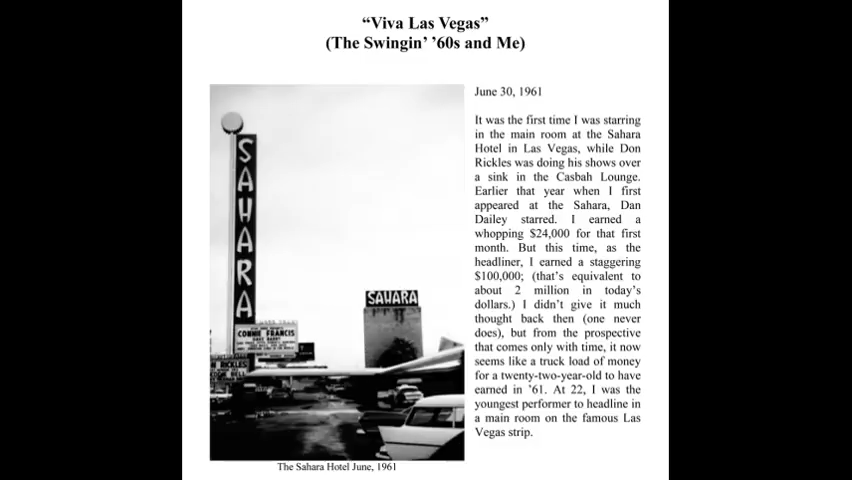 “Viva Las Vegas”
(The Swingin’ ’60s and Me)
SAHARA
SAHARA
CONNIE FRANCIS
RICKLES
June 30, 1961
It was the first time I was starring
in the main room at the Sahara
Hotel in Las Vegas, while Don
Rickles was doing his shows over
a sink in the Casbah Lounge.
Earlier that year when I first
appeared at the Sahara, Dan
Dailey starred. I earned a
whopping $24,000 for that first
month. But this time, as the
headliner, I earned a staggering
$100,000; (that’s equivalent to
about 2 million in today’s
dollars.) I didn’t give it much
thought back then (one never
does), but from the prospective
that comes only with time, it now
seems like a truck load of money
for a twenty-two-year-old to have
earned in ’61. At 22, I was the
youngest performer to headline in
a main room on the famous Las
Vegas strip.
The Sahara Hotel June, 1961